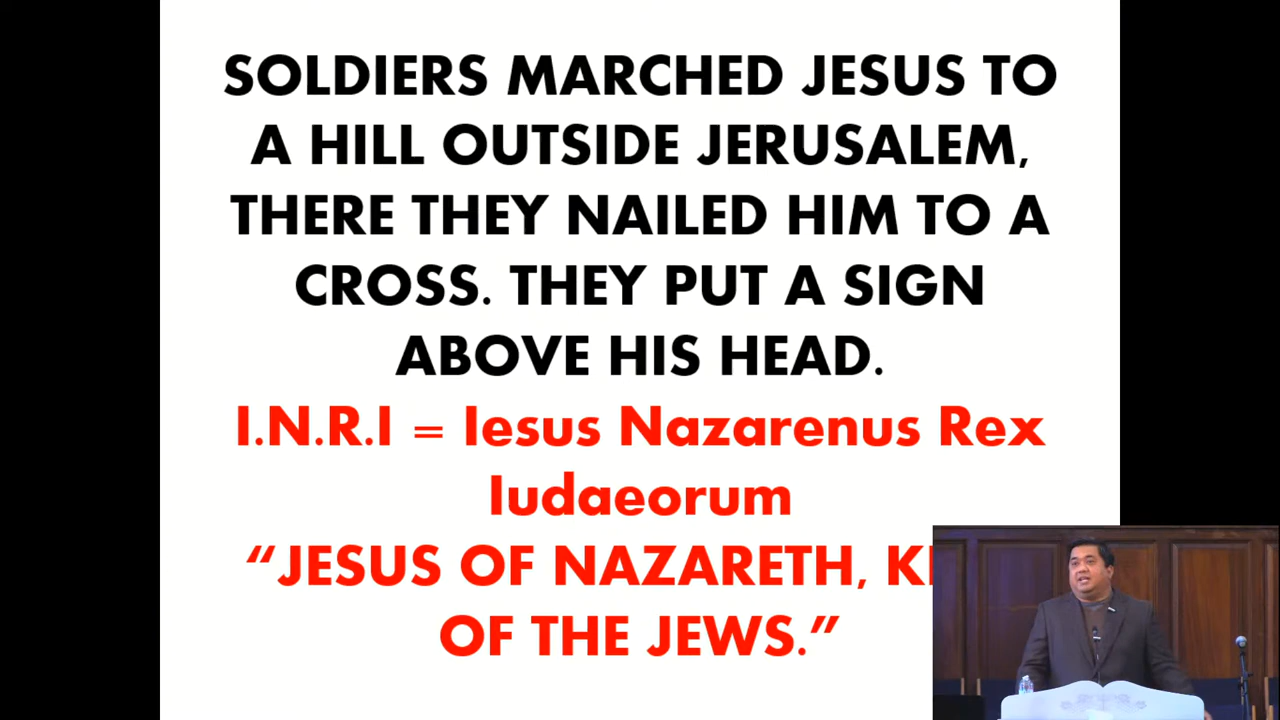 SOLDIERS MARCHED JESUS TO
A HILL OUTSIDE JERUSALEM,
THERE THEY NAILED HIM TO A
CROSS. THEY PUT A SIGN
ABOVE HIS HEAD.
I.N.R.I = Iesus Nazarenus Rex
Iudaeorum
“JESUS OF NAZARETH,
OF THE JEWS.”